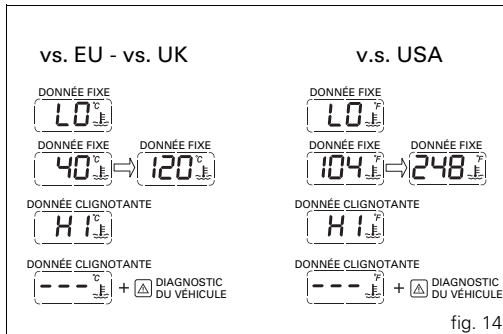 vs. EU - vs. UK
DONNÉE FIXE
LO °C
DONNÉE FIXE DONNÉE FIXE
40 °C 120 °C
DONNÉE CLIGNOTANTE
HI °C
DONNÉE CLIGNOTANTE
--- °C + DIAGNOSTIC
DU VÉHICULE
v.s. USA
DONNÉE FIXE
LO °F
DONNÉE FIXE DONNÉE FIXE
104 °F 248 °F
DONNÉE CLIGNOTANTE
HI °F
DONNÉE CLIGNOTANTE
--- °F + DIAGNOSTIC
DU VÉHICULE
fig. 14